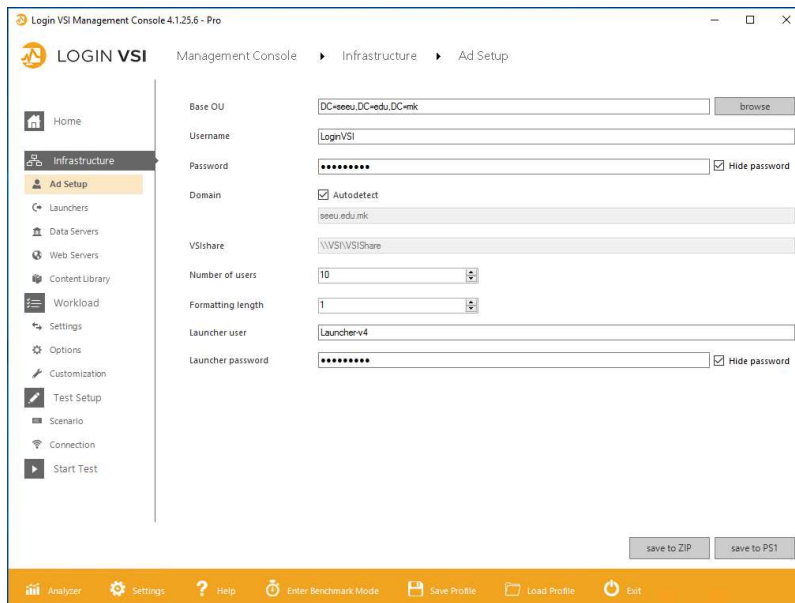 Login VSI Management Console 4.1.25.6 - Pro
LOGIN VSI
Management Console
Infrastructure
Ad Setup
Home
Infrastructure
Ad Setup
Launchers
Data Servers
Web Servers
Content Library
Workload
Settings
Options
Customization
Test Setup
Scenario
Connection
Start Test
Base OU
DC=seeu,DC=edu,DC=mk
browse
Username
LoginVSI
Password
•••••••••
Hide password
Domain
Autodetect
seeu.edu.mk
VSIshare
\\VSI\VSIShare
Number of users
10
Formatting length
1
Launcher user
Launcher-v4
Launcher password
•••••••••
Hide password
save to ZIP
save to PS1
Analyzer
Settings
? Help
Enter Benchmark Mode
Save Profile
Load Profile
Exit